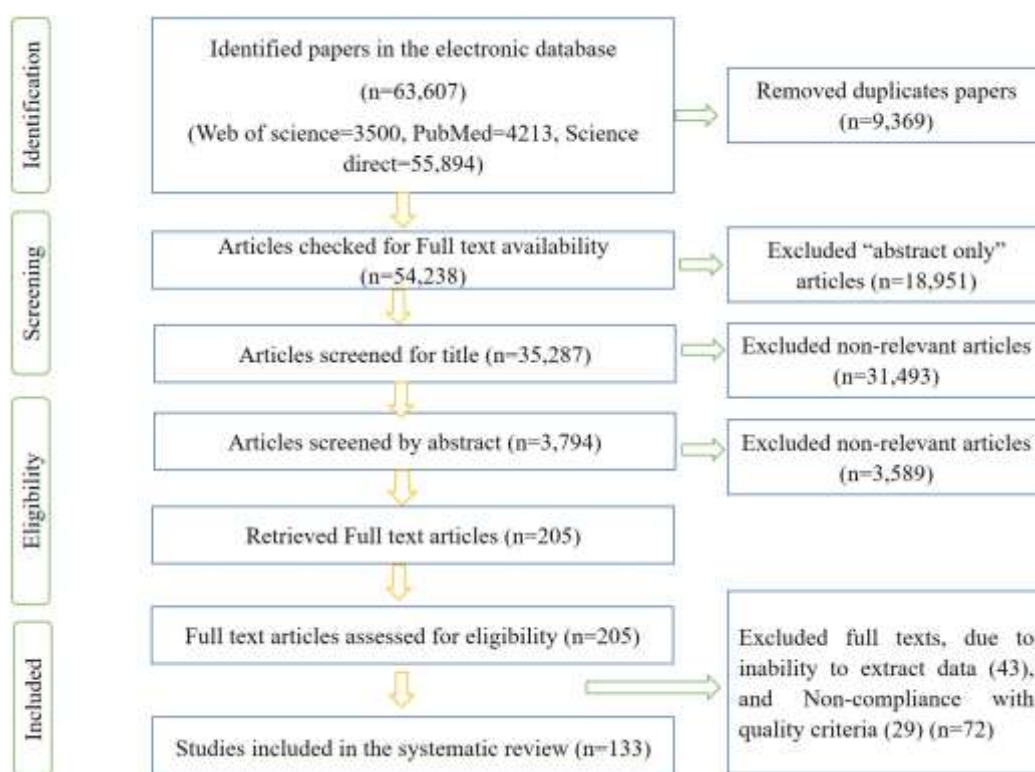 Identification
Identified papers in the electronic database
(n=63,607)
(Web of science=3500, PubMed=4213, Science
direct=55,894)
Removed duplicates papers
(n=9,369)
Screening
Articles checked for Full text availability
(n=54,238)
Excluded “abstract only”
articles (n=18,951)
Articles screened for title (n=35,287)
Excluded non-relevant articles
(n=31,493)
Eligibility
Articles screened by abstract (n=3,794)
Excluded non-relevant articles
(n=3,589)
Retrieved Full text articles (n=205)
Included
Full text articles assessed for eligibility (n=205)
Excluded full texts, due to
inability to extract data (43),
and Non-compliance with
quality criteria (29) (n=72)
Studies included in the systematic review (n=133)